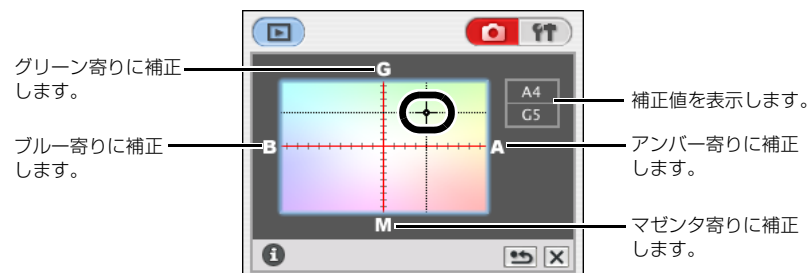 グリーン寄りに補正
します。
ブルー寄りに補正
します。
G
B
A
M
A4
G5
補正値を表示します。
アンバー寄りに補正
します。
マゼンタ寄りに補正
します。